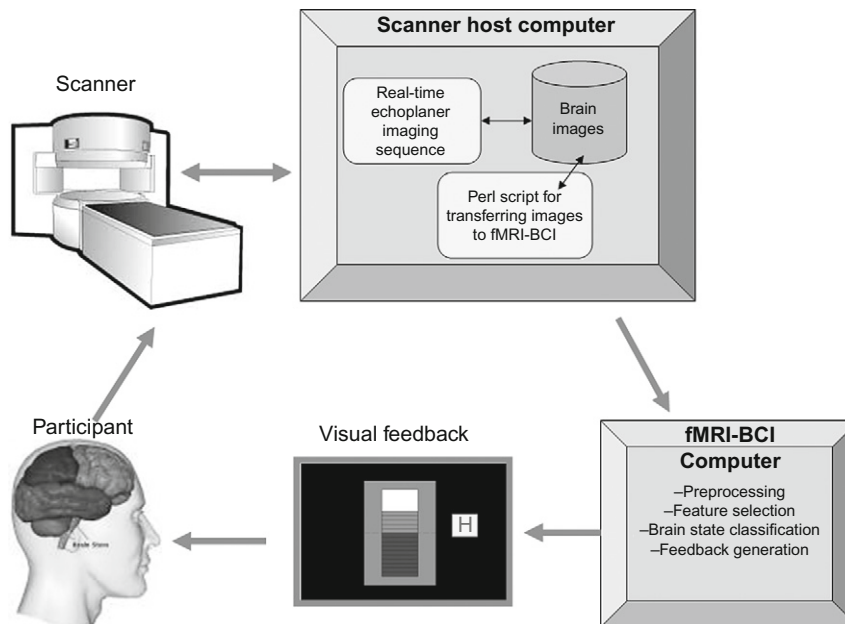 Scanner host computer
Scanner
Real-time
echoplaner
imaging
sequence
Brain
images
Perl script for
transferring images
to fMRI-BCI
Participant
Visual feedback
H
fMRI-BCI
Computer
–Preprocessing
–Feature selection
–Brain state classification
–Feedback generation